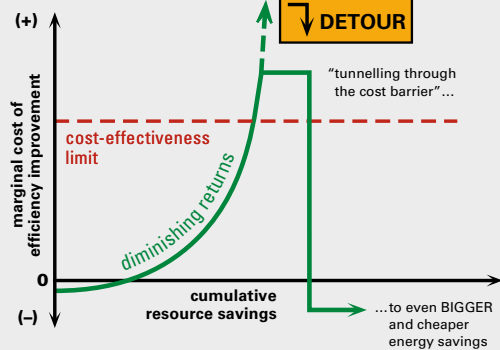 (+)
DETOUR
“tunnelling through
the cost barrier”...
marginal cost of
efficiency improvement
cost-effectiveness
limit
diminishing returns
0
cumulative
resource savings
(–)
...to even BIGGER
and cheaper
energy savings